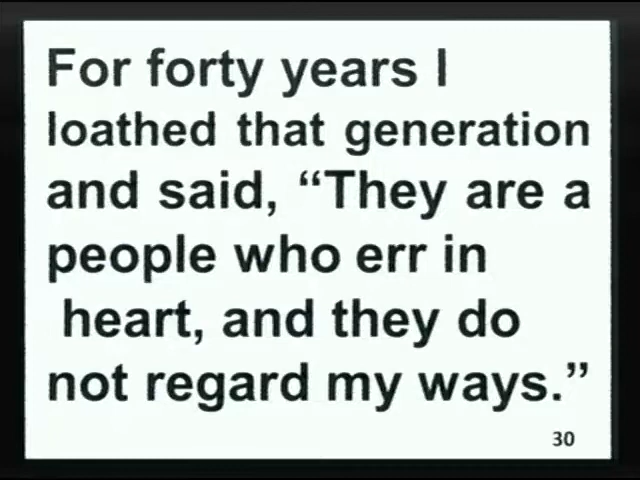 For forty years I
loathed that generation
and said, “They are a
people who err in
heart, and they do
not regard my ways.”
30